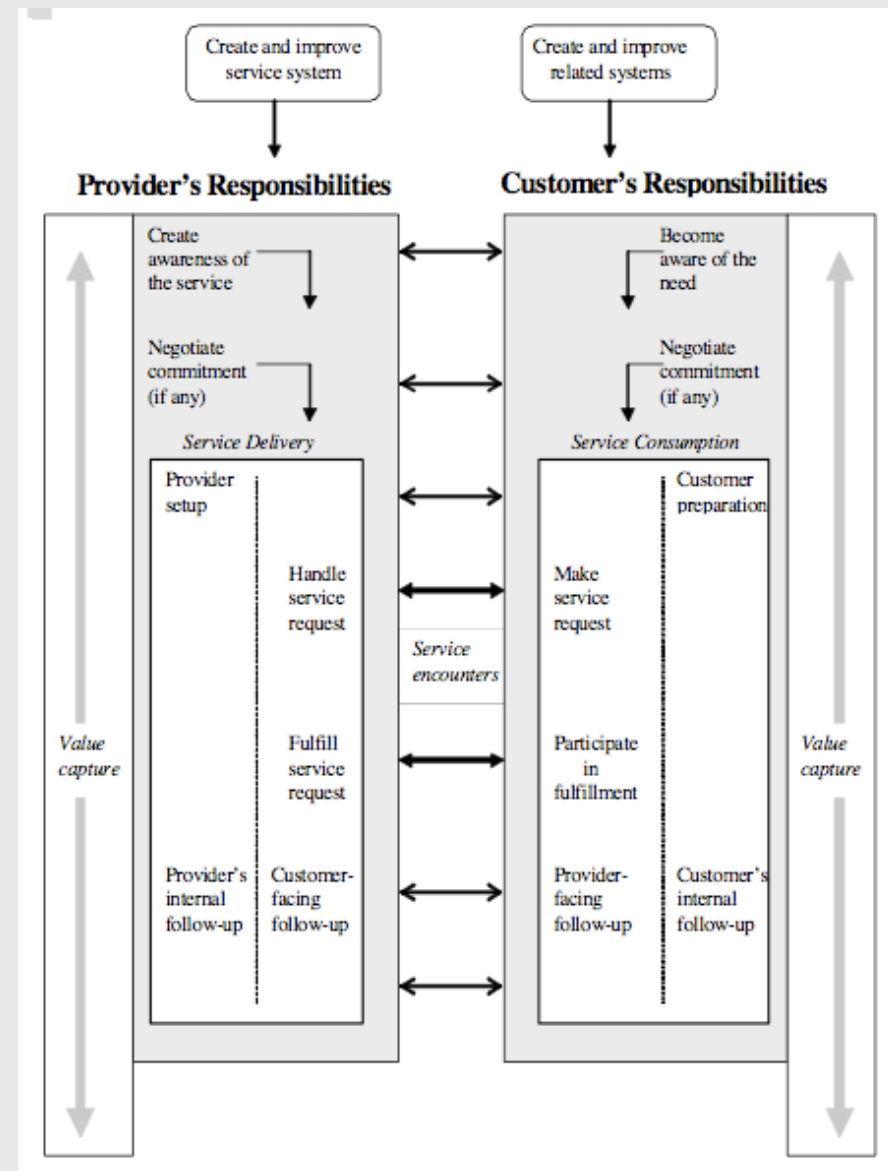 Create and improve
service system
Create and improve
related systems
Provider's Responsibilities
Customer's Responsibilities
Create
awareness of
the service
Become
aware of the
need
Negotiate
commitment
(if any)
Negotiate
commitment
(if any)
Service Delivery
Service Consumption
Provider
setup
Customer
preparation
Handle
service
request
Make
service
request
Service
encounters
Value
capture
Fulfill
service
request
Participate
in
fulfillment
Value
capture
Provider's
internal
follow-up
Customer-
facing
follow-up
Provider-
facing
follow-up
Customer's
internal
follow-up